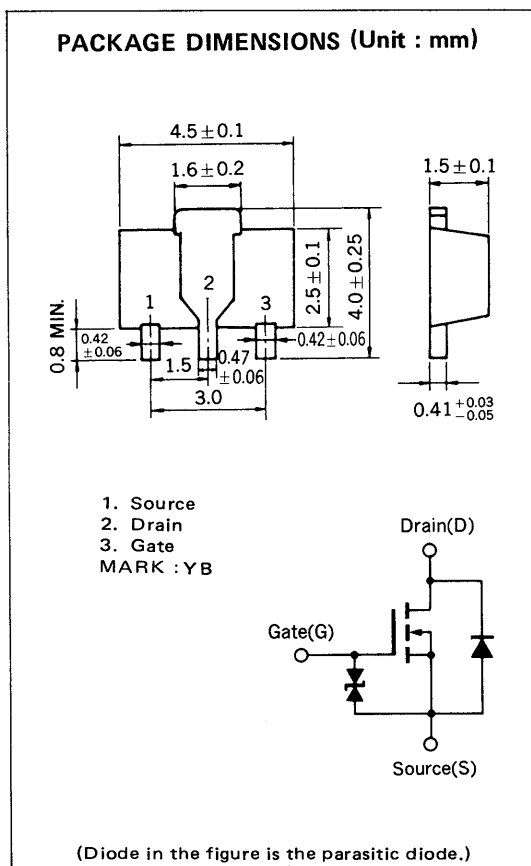 PACKAGE DIMENSIONS (Unit : mm)
4.5±0.1
1.6±0.2
1.5±0.1
2
1
3
2.5±0.1
4.0±0.25
0.8 MIN.
0.42
±0.06
1.5
0.47
±0.06
0.42±0.06
3.0
0.41 +0.03
-0.05
1. Source
2. Drain
3. Gate
MARK : YB
Drain(D)
Gate(G)
Source(S)
(Diode in the figure is the parasitic diode.)